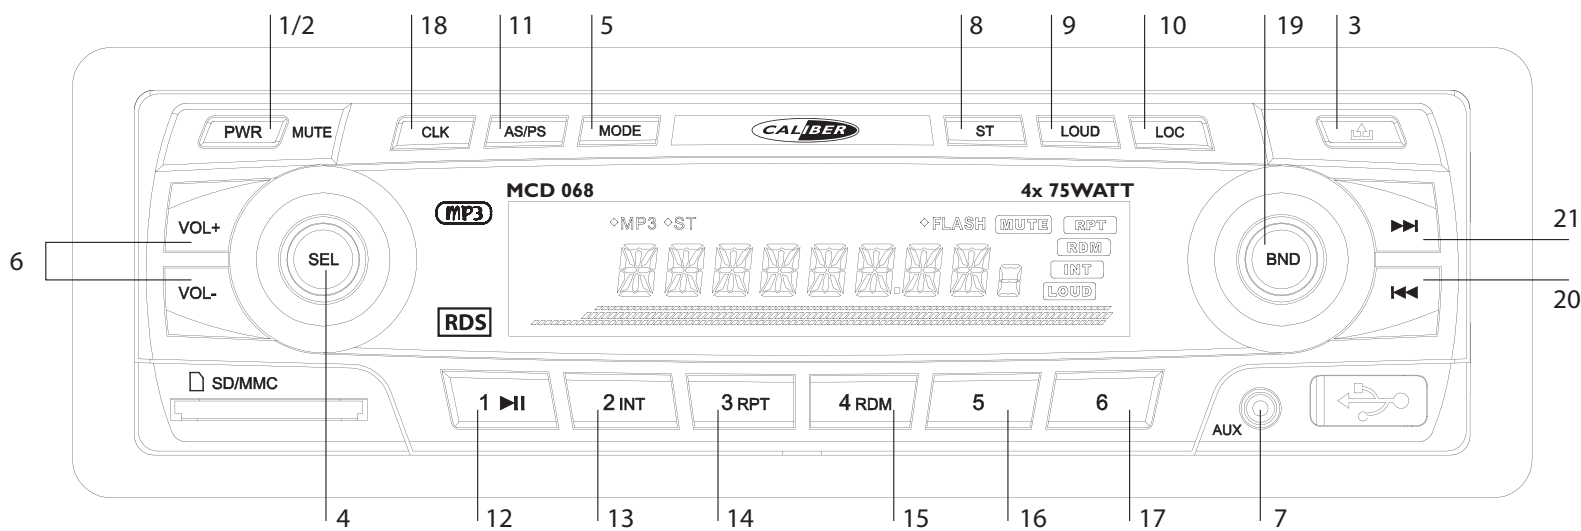 1/2 18 11 5 8 9 10 19 3
PWR MUTE CLK AS/PS MODE CALIBER ST LOUD LOC
MCD 068 4x 75WATT
MP3 MP3 ST FLASH MUTE RPT
VOL+ 21
RDM
6 SEL BND
INT
VOL- LOUD 20
RDS
SD/MMC
1 2 INT 3 RPT 4 RDM 5 6
AUX
4 12 13 14 15 16 17 7